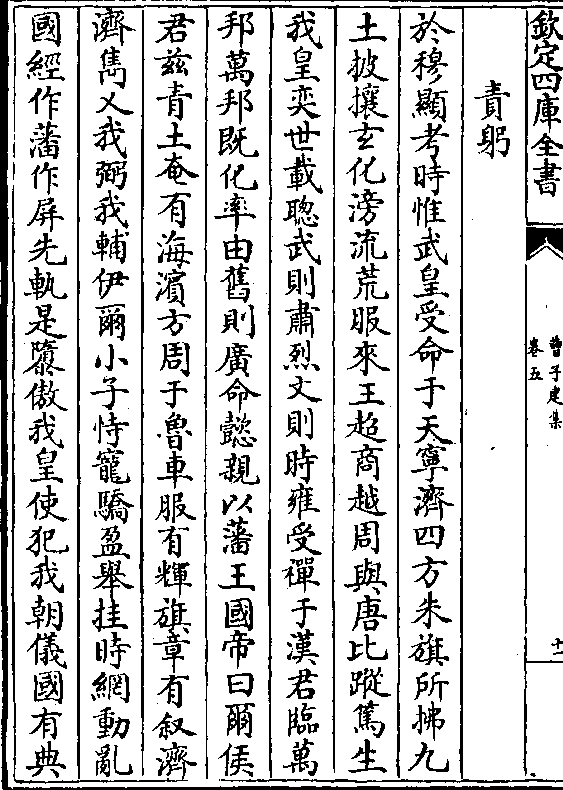 欽定四庫全書
曹子建集
卷五
十一
責躬
於穆顯考時惟武皇受命于天寧濟四方朱旗所拂九
土披攘玄化滂流荒服來王超商越周與唐比蹤篤生
我皇奕世載聰武則肅烈文則時雍受禪于漢君臨萬
邦萬邦既化率由舊則廣命懿親以藩王國帝曰爾侯
君兹青土奄有海濱方周于魯車服有輝旗章有叙濟
濟雋乂我弼我輔伊爾小子恃寵驕盈舉挂時網動亂
國經作藩作屏先軌是隳傲我皇使犯我朝儀國有典